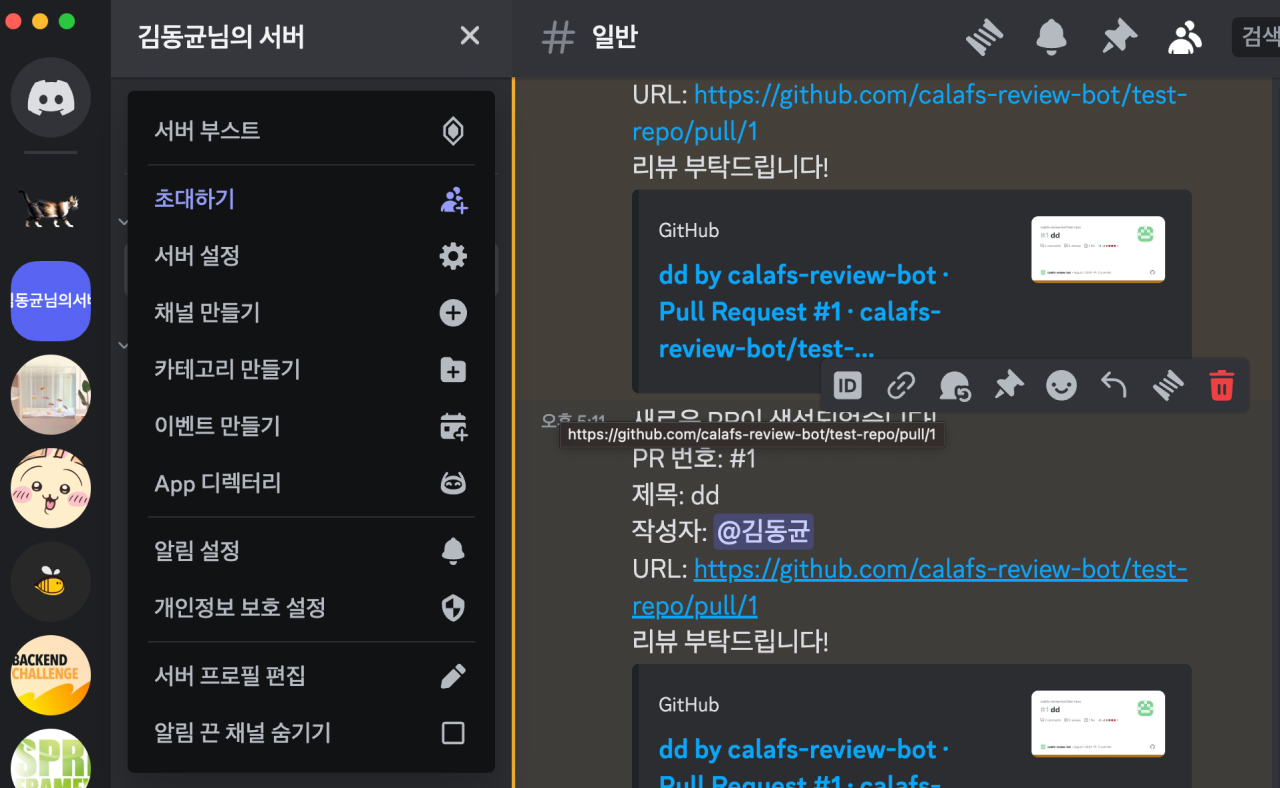 김동균님의 서버
일반
검색
김동균님의서버
BACKEND
CHALLENGE
서버 부스트
초대하기
서버 설정
채널 만들기
카테고리 만들기
이벤트 만들기
App 디렉터리
알림 설정
개인정보 보호 설정
서버 프로필 편집
알림 끈 채널 숨기기
URL: https://github.com/calafs-review-bot/test-
repo/pull/1
리뷰 부탁드립니다!
GitHub
dd by calafs-review-bot ·
Pull Request #1 · calafs-
review-bot/test-...
#1 dd
ID
오후 5:11 새로운 PR이 생성되었습니다!
https://github.com/calafs-review-bot/test-repo/pull/1
PR 번호: #1
제목: dd
작성자: @김동균
URL: https://github.com/calafs-review-bot/test-
repo/pull/1
리뷰 부탁드립니다!
GitHub
dd by calafs-review-bot ·
Pull Request #1 · calafs-
#1 dd